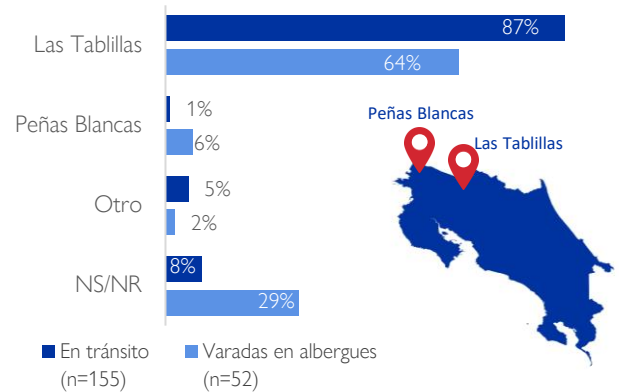 Las Tablillas
87%
64%
Peñas Blancas
1%
6%
Otro
5%
2%
NS/NR
8%
29%
Peñas Blancas
Las Tablillas
En tránsito
(n=155)
Varadas en albergues
(n=52)